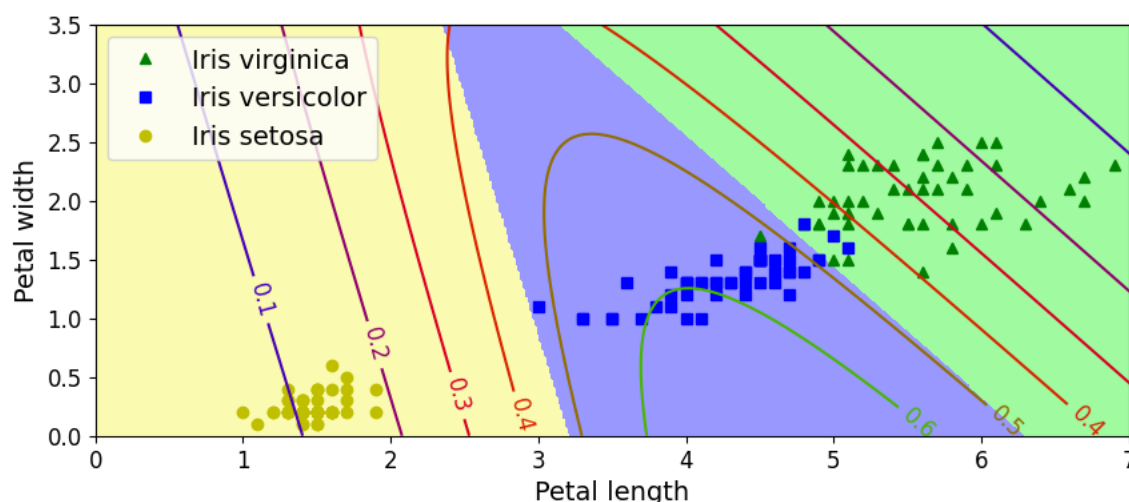 3.5
3.0
2.5
2.0
1.5
1.0
0.5
0.0
Petal width
Iris virginica
Iris versicolor
Iris setosa
0.1
0.2
0.3
0.4
0.6
0.5
0.4
0 1 2 3 4 5 6 7
Petal length